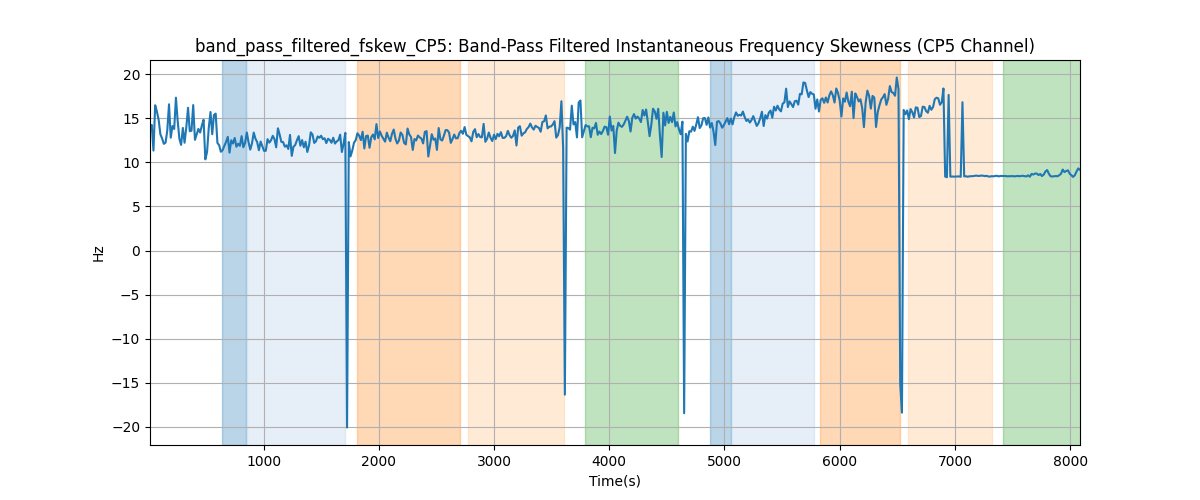 band_pass_filtered_fskew_CP5: Band-Pass Filtered Instantaneous Frequency Skewness (CP5 Channel)
20
15
10
5
0
−5
−10
−15
−20
Hz
1000 2000 3000 4000 5000 6000 7000 8000
Time(s)